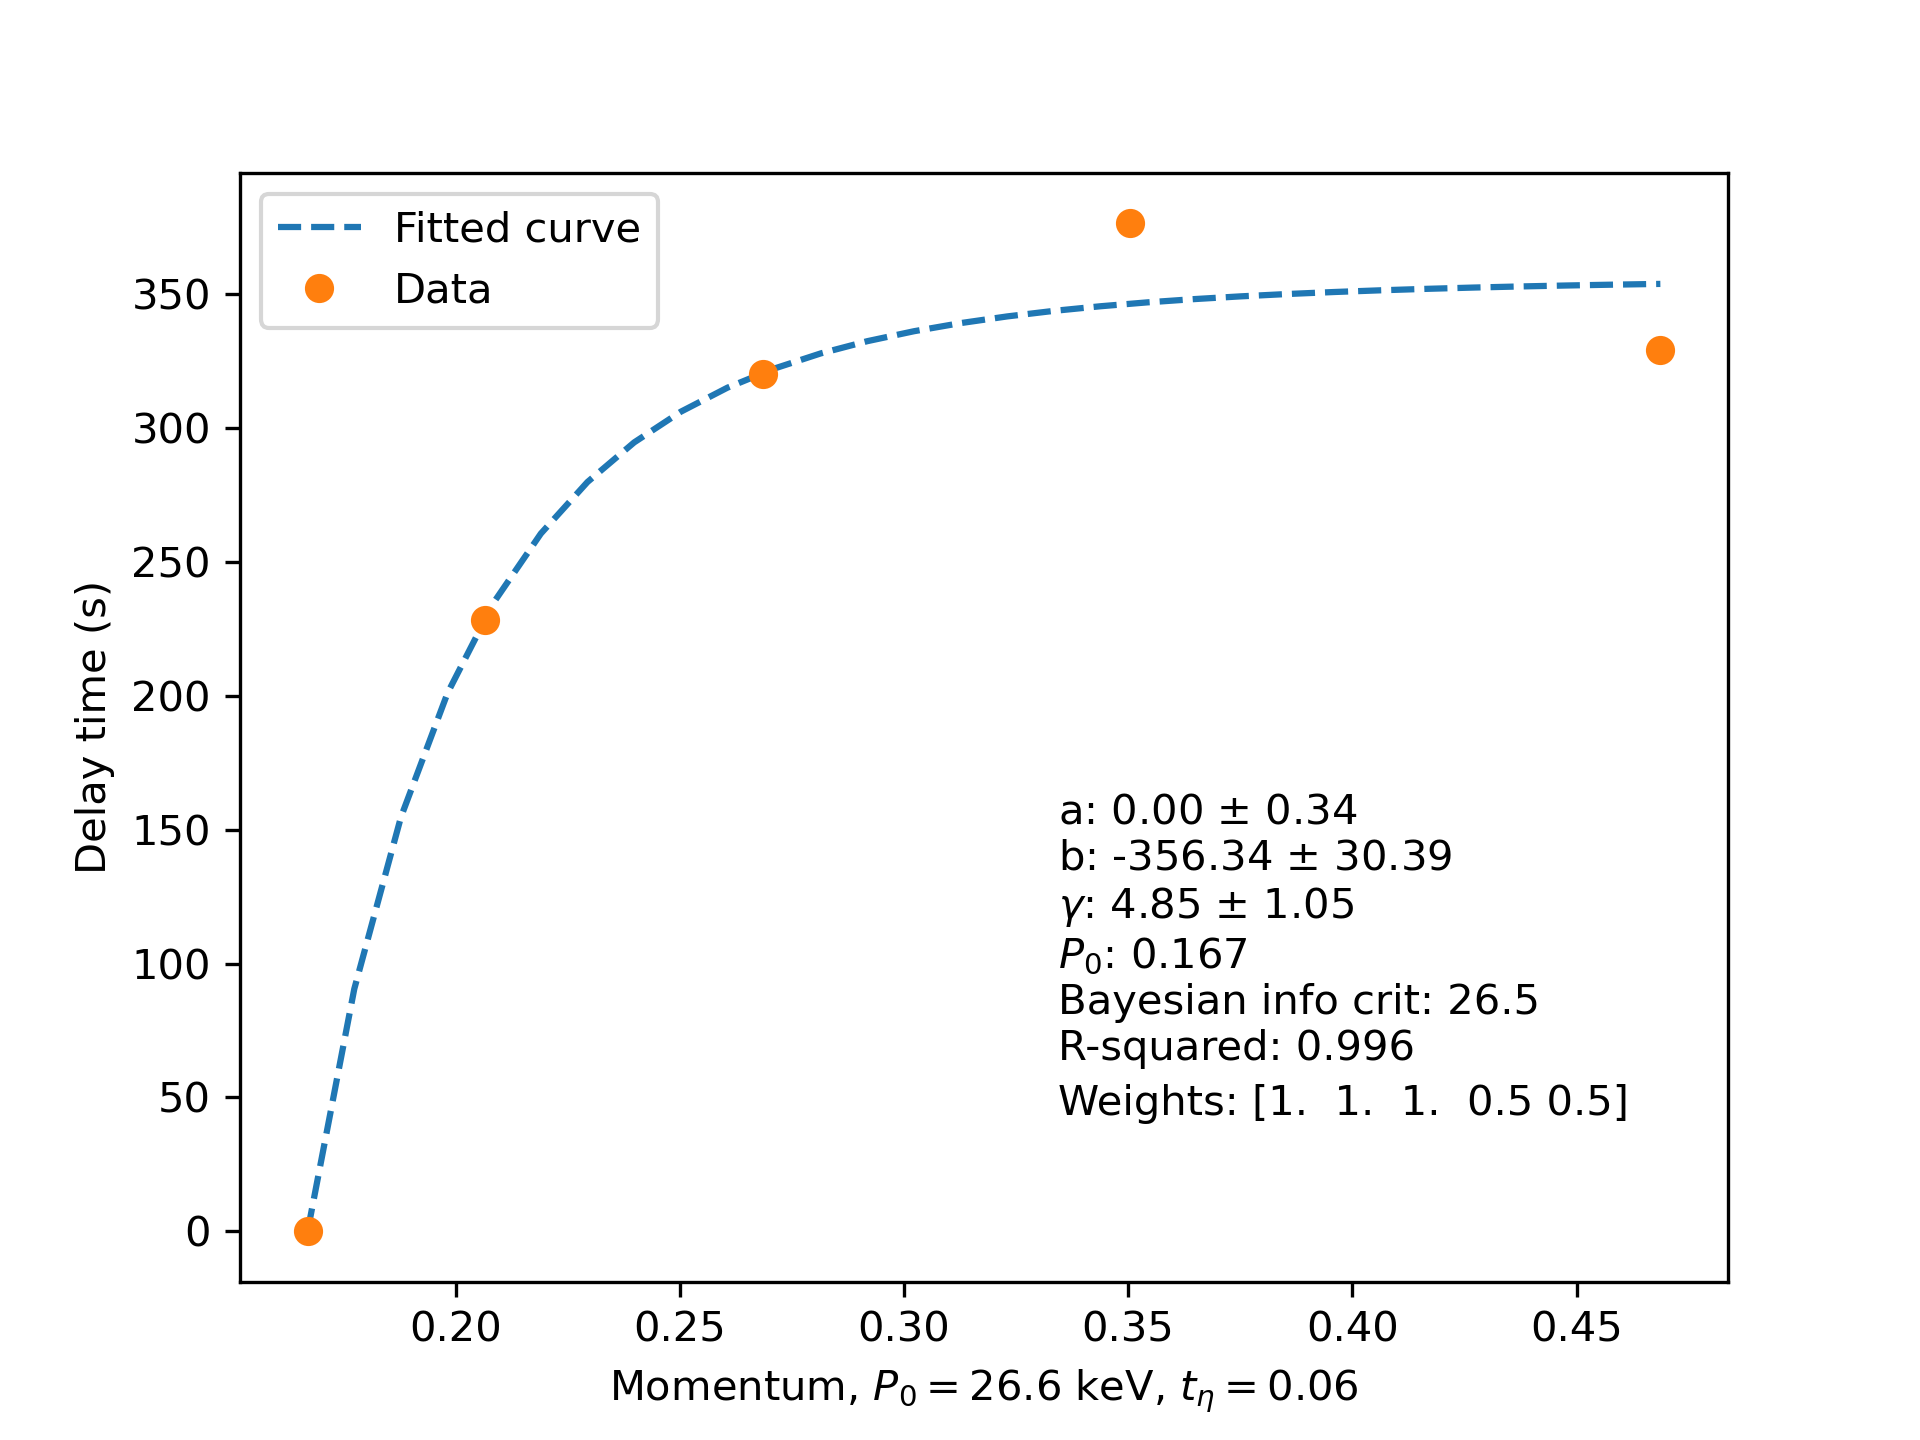 Fitted curve
Data
350
300
250
200
150
100
50
0
Delay time (s)
a: 0.00 ± 0.34
b: -356.34 ± 30.39
γ: 4.85 ± 1.05
P₀: 0.167
Bayesian info crit: 26.5
R-squared: 0.996
Weights: [1.  1.  1.  0.5 0.5]
0.20 0.25 0.30 0.35 0.40 0.45
Momentum, P₀ = 26.6 keV, tη = 0.06